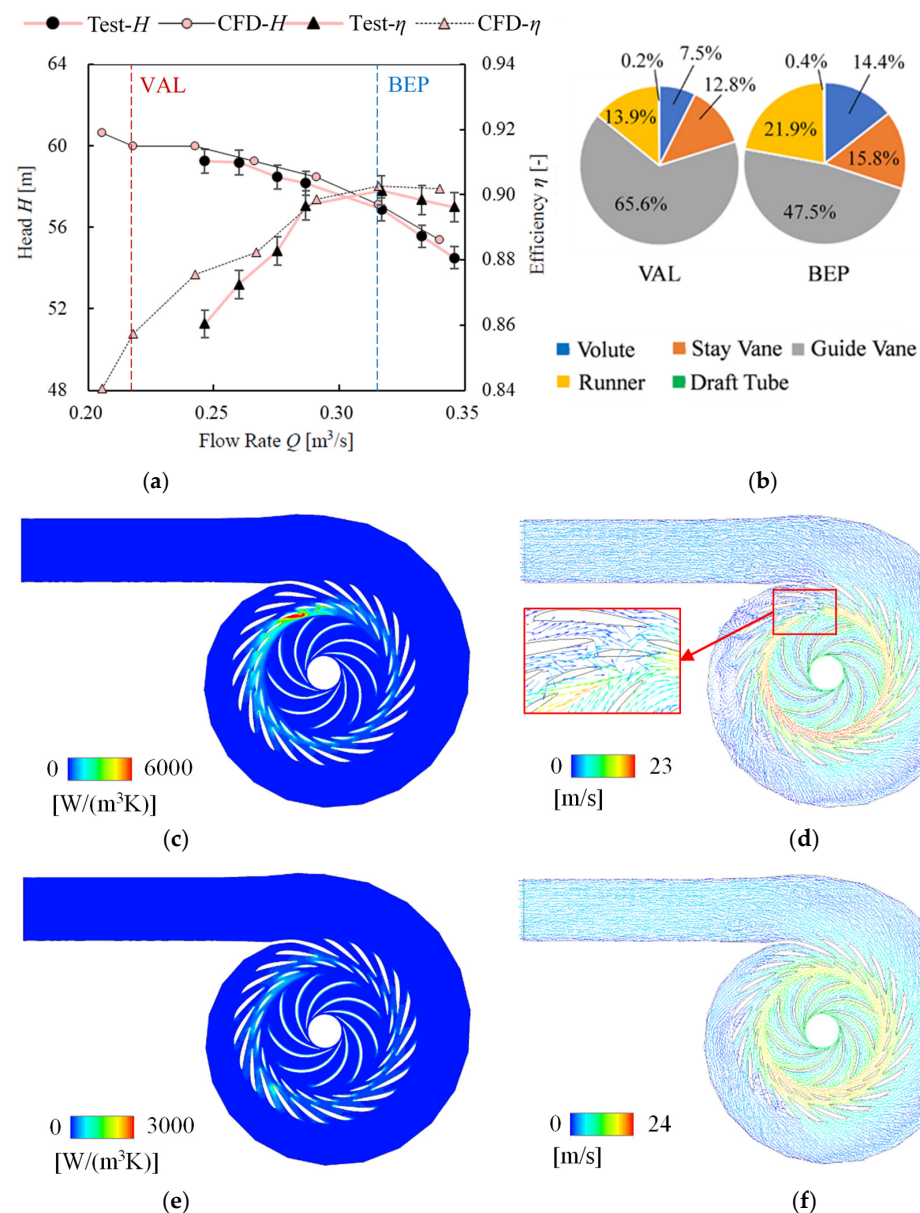 Test-H CFD-H Test-η CFD-η
(a)
64
60
56
52
48
Head H [m]
0.20 0.25 0.30 0.35
Flow Rate Q [m³/s]
0.94
0.92
0.90
0.88
0.86
0.84
Efficiency η [-]
VAL
BEP
(b)
0.2%
7.5%
12.8%
13.9%
65.6%
VAL
0.4%
14.4%
21.9%
15.8%
47.5%
BEP
Volute Stay Vane Guide Vane
Runner Draft Tube
0 6000
[W/(m³K)]
(c)
0 23
[m/s]
(d)
0 3000
[W/(m³K)]
(e)
0 24
[m/s]
(f)